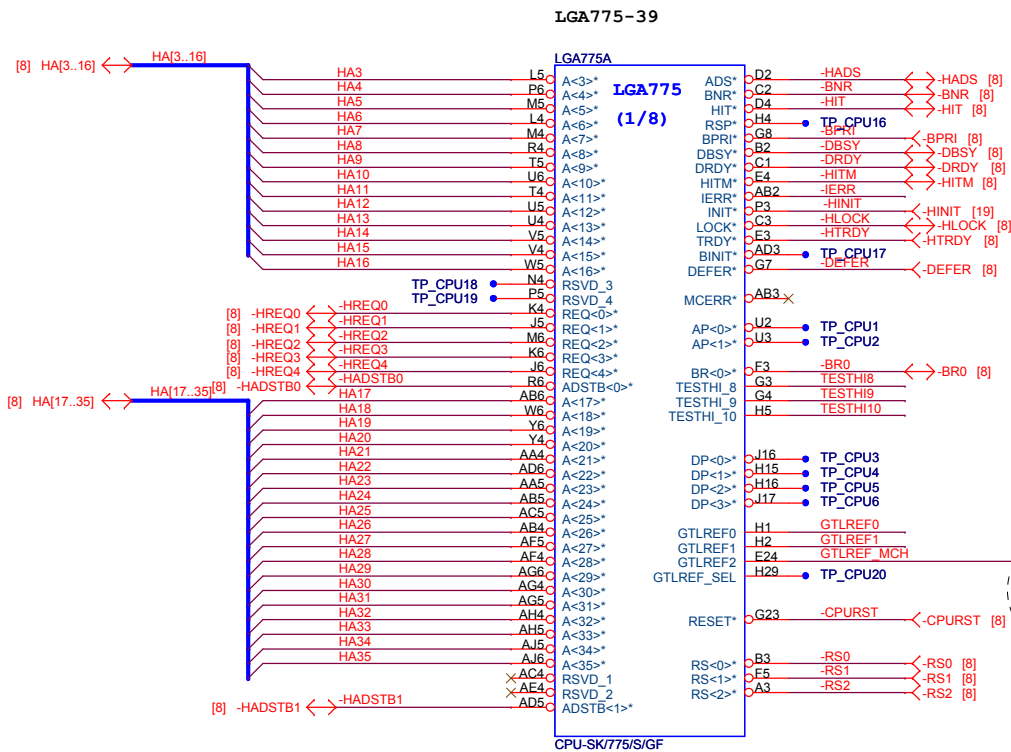 LGA775-39
LGA775A
LGA775
(1/8)
[8] HA[3..16] HA[3..16]
HA3 L5 A<3>*
HA4 P6 A<4>*
HA5 M5 A<5>*
HA6 L4 A<6>*
HA7 M4 A<7>*
HA8 R4 A<8>*
HA9 T5 A<9>*
HA10 U6 A<10>*
HA11 T4 A<11>*
HA12 U5 A<12>*
HA13 U4 A<13>*
HA14 V5 A<14>*
HA15 V4 A<15>*
HA16 W5 A<16>*
TP_CPU18 N4 RSVD_3
TP_CPU19 P5 RSVD_4
[8] -HREQ0 -HREQ0 K4 REQ<0>*
[8] -HREQ1 -HREQ1 J5 REQ<1>*
[8] -HREQ2 -HREQ2 M6 REQ<2>*
[8] -HREQ3 -HREQ3 K6 REQ<3>*
[8] -HREQ4 -HREQ4 J6 REQ<4>*
[8] -HADSTB0 -HADSTB0 R6 ADSTB<0>*
[8] HA[17..35] HA[17..35]
HA17 AB6 A<17>*
HA18 W6 A<18>*
HA19 Y6 A<19>*
HA20 Y4 A<20>*
HA21 AA4 A<21>*
HA22 AD6 A<22>*
HA23 AA5 A<23>*
HA24 AB5 A<24>*
HA25 AC5 A<25>*
HA26 AB4 A<26>*
HA27 AF5 A<27>*
HA28 AF4 A<28>*
HA29 AG6 A<29>*
HA30 AG4 A<30>*
HA31 AG5 A<31>*
HA32 AH4 A<32>*
HA33 AH5 A<33>*
HA34 AJ5 A<34>*
HA35 AJ6 A<35>*
AC4 RSVD_1
AE4 RSVD_2
[8] -HADSTB1 -HADSTB1 AD5 ADSTB<1>*
ADS* D2 -HADS -HADS [8]
BNR* C2 -BNR -BNR [8]
HIT* D4 -HIT -HIT [8]
RSP* H4 TP_CPU16
BPRI* G8 -BPRI -BPRI [8]
DBSY* B2 -DBSY -DBSY [8]
DRDY* C1 -DRDY -DRDY [8]
HITM* E4 -HITM -HITM [8]
IERR* AB2 -IERR
INIT* P3 -HINIT -HINIT [19]
LOCK* C3 -HLOCK -HLOCK [8]
TRDY* E3 -HTRDY -HTRDY [8]
BINIT* AD3 TP_CPU17
DEFER* G7 -DEFER -DEFER [8]
MCERR* AB3
AP<0>* U2 TP_CPU1
AP<1>* U3 TP_CPU2
BR<0>* F3 -BR0 -BR0 [8]
TESTHI_8 G3 TESTHI8
TESTHI_9 G4 TESTHI9
TESTHI_10 H5 TESTHI10
DP<0>* J16 TP_CPU3
DP<1>* H15 TP_CPU4
DP<2>* H16 TP_CPU5
DP<3>* J17 TP_CPU6
GTLREF0 H1 GTLREF0
GTLREF1 H2 GTLREF1
GTLREF2 E24 GTLREF_MCH
GTLREF_SEL H29 TP_CPU20
RESET* G23 -CPURST -CPURST [8]
RS<0>* B3 -RS0 -RS0 [8]
RS<1>* F5 -RS1 -RS1 [8]
RS<2>* A3 -RS2 -RS2 [8]
CPU-SK/775/S/GF